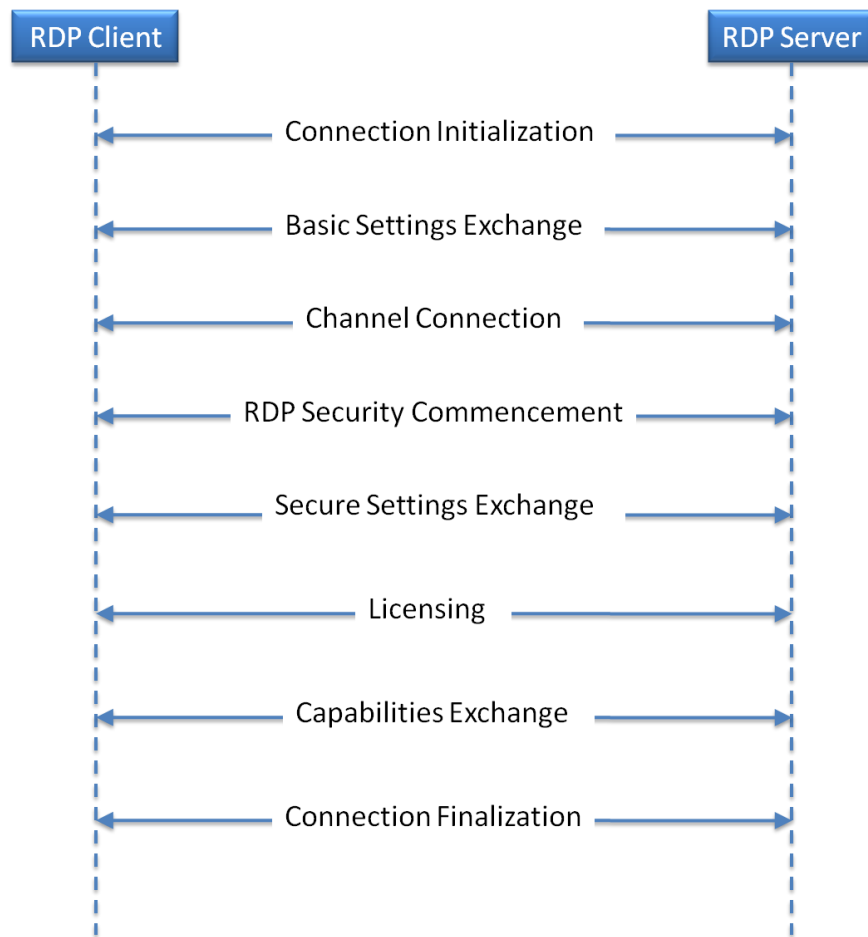 RDP Client
RDP Server
Connection Initialization
Basic Settings Exchange
Channel Connection
RDP Security Commencement
Secure Settings Exchange
Licensing
Capabilities Exchange
Connection Finalization